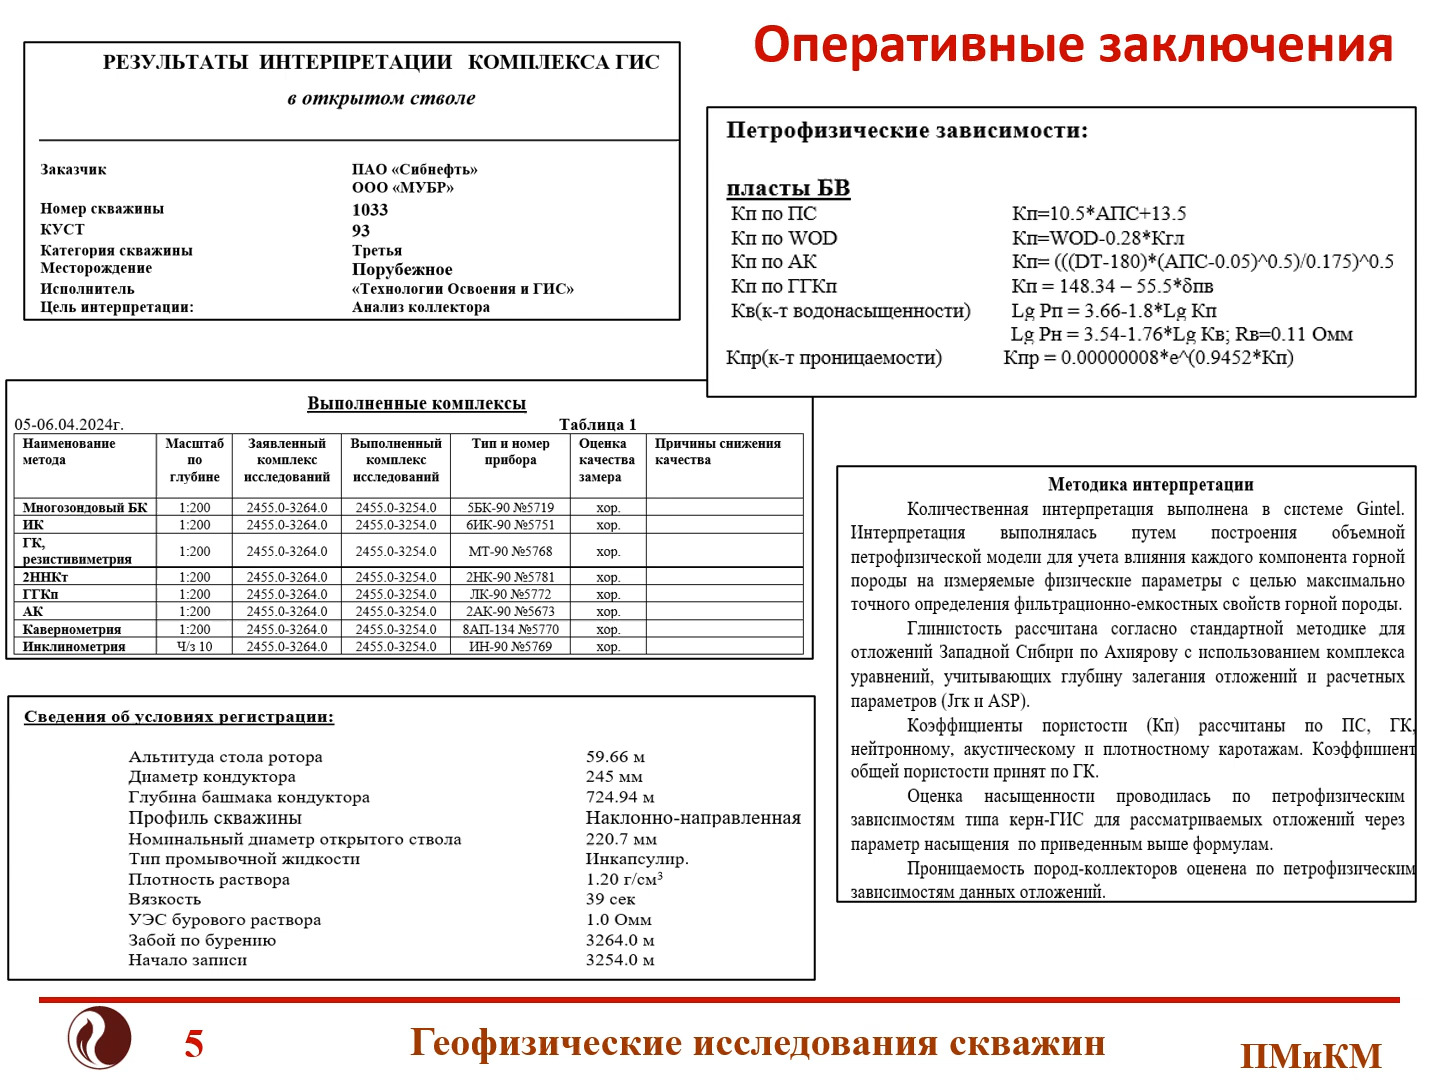 Оперативные заключения
РЕЗУЛЬТАТЫ ИНТЕРПРЕТАЦИИ КОМПЛЕКСА ГИС
в открытом стволе
Заказчик ПАО «Сибнефть»
ООО «МУБР»
Номер скважины 1033
КУСТ 93
Категория скважины Третья
Месторождение Порубежное
Исполнитель «Технологии Освоения и ГИС»
Цель интерпретации: Анализ коллектора
Петрофизические зависимости:
пласты БВ
Кп по ПС Кп=10.5*АПС+13.5
Кп по WOD Кп=WOD-0.28*Кгл
Кп по АК Кп= (((DT-180)*(АПС-0.05)^0.5)/0.175)^0.5
Кп по ГГКп Кп = 148.34 – 55.5*δпв
Кв(к-т водонасыщенности) Lg Рп = 3.66-1.8*Lg Кп
Lg Рн = 3.54-1.76*Lg Кв; Rв=0.11 Омм
Кпр(к-т проницаемости) Кпр = 0.00000008*e^(0.9452*Кп)
Выполненные комплексы
05-06.04.2024г. Таблица 1
Наименование Масштаб Заявленный Выполненный Тип и номер Оценка Причины снижения
метода по комплекс комплекс прибора качества качества
глубине исследований исследований замера
Многозондовый БК 1:200 2455.0-3264.0 2455.0-3254.0 5БК-90 №5719 хор.
ИК 1:200 2455.0-3264.0 2455.0-3254.0 6ИК-90 №5751 хор.
ГК,
резистивиметрия 1:200 2455.0-3264.0 2455.0-3254.0 МТ-90 №5768 хор.
2ННКт 1:200 2455.0-3264.0 2455.0-3254.0 2НК-90 №5781 хор.
ГГКп 1:200 2455.0-3264.0 2455.0-3254.0 ЛК-90 №5772 хор.
АК 1:200 2455.0-3264.0 2455.0-3254.0 2АК-90 №5673 хор.
Кавернометрия 1:200 2455.0-3264.0 2455.0-3254.0 8АП-134 №5770 хор.
Инклинометрия Ч/з 10 2455.0-3264.0 2455.0-3254.0 ИН-90 №5769 хор.
Методика интерпретации
Количественная интерпретация выполнена в системе Gintel.
Интерпретация выполнялась путем построения объемной
петрофизической модели для учета влияния каждого компонента горной
породы на измеряемые физические параметры с целью максимально
точного определения фильтрационно-емкостных свойств горной породы.
Глинистость рассчитана согласно стандартной методике для
отложений Западной Сибири по Ахиярову с использованием комплекса
уравнений, учитывающих глубину залегания отложений и расчетных
параметров (Jгк и ASP).
Коэффициенты пористости (Кп) рассчитаны по ПС, ГК,
нейтронному, акустическому и плотностному каротажам. Коэффициент
общей пористости принят по ГК.
Оценка насыщенности проводилась по петрофизическим
зависимостям типа керн-ГИС для рассматриваемых отложений через
параметр насыщения по приведенным выше формулам.
Проницаемость пород-коллекторов оценена по петрофизическим
зависимостям данных отложений.
Сведения об условиях регистрации:
Альтитуда стола ротора 59.66 м
Диаметр кондуктора 245 мм
Глубина башмака кондуктора 724.94 м
Профиль скважины Наклонно-направленная
Номинальный диаметр открытого ствола 220.7 мм
Тип промывочной жидкости Инкапсулир.
Плотность раствора 1.20 г/см³
Вязкость 39 сек
УЭС бурового раствора 1.0 Омм
Забой по бурению 3264.0 м
Начало записи 3254.0 м
5 Геофизические исследования скважин ПМиКМ